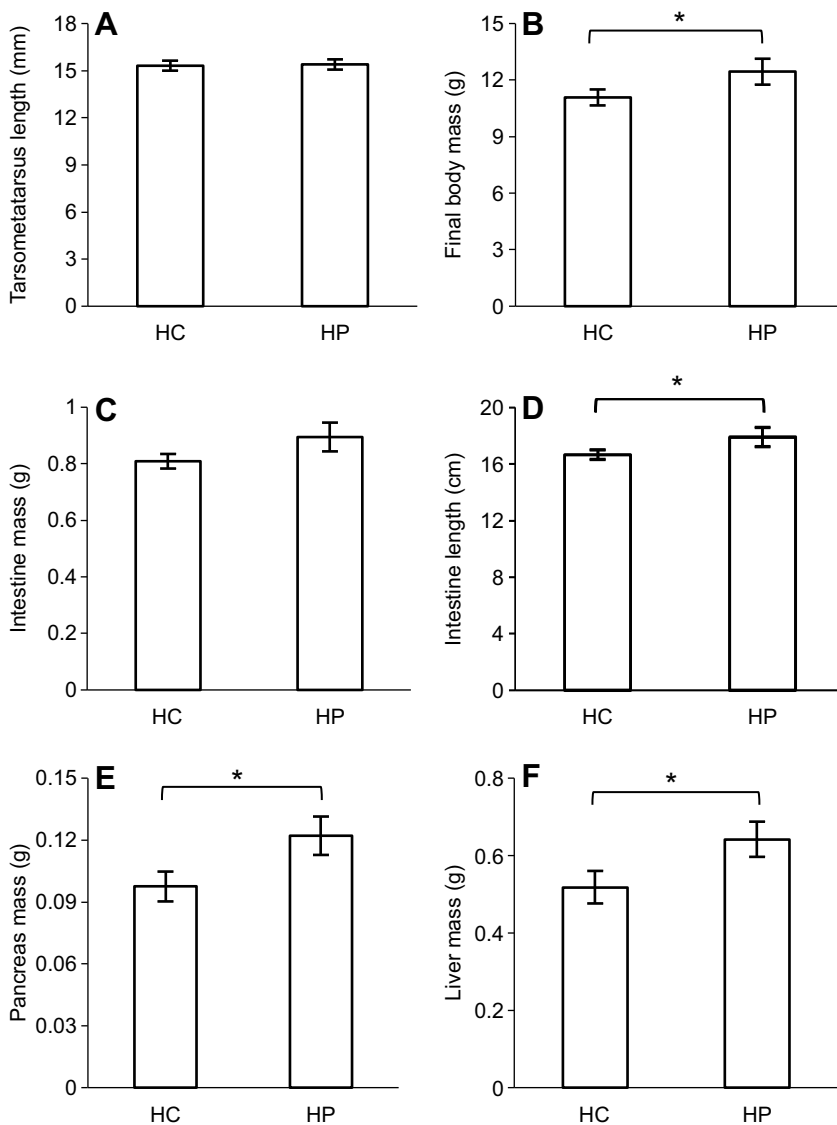 A
Tarsometatarsus length (mm)
18
15
12
9
6
3
0
HC
HP
B
*
Final body mass (g)
15
12
9
6
3
0
HC
HP
C
Intestine mass (g)
1
0.8
0.6
0.4
0.2
0
HC
HP
D
*
Intestine length (cm)
20
16
12
8
4
0
HC
HP
E
*
Pancreas mass (g)
0.15
0.12
0.09
0.06
0.03
0
HC
HP
F
*
Liver mass (g)
0.8
0.6
0.4
0.2
0
HC
HP